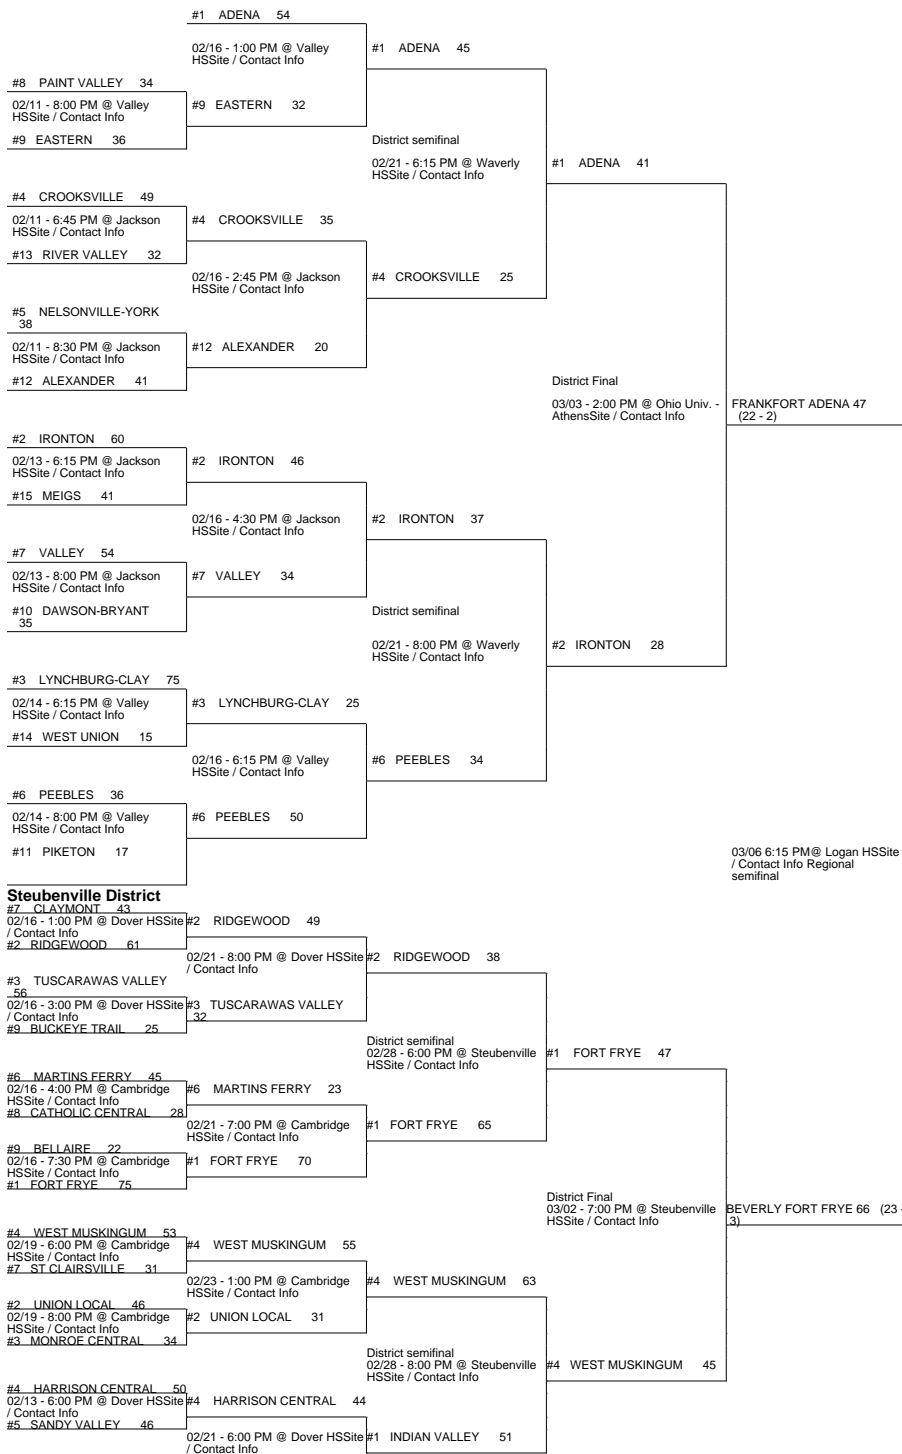 #1 ADENA 54
02/16 - 1:00 PM @ Valley
HSSite / Contact Info
#1 ADENA 45
#8 PAINT VALLEY 34
02/11 - 8:00 PM @ Valley
HSSite / Contact Info
#9 EASTERN 32
#9 EASTERN 36
District semifinal
02/21 - 6:15 PM @ Waverly
HSSite / Contact Info
#1 ADENA 41
#4 CROOKSVILLE 49
02/11 - 6:45 PM @ Jackson
HSSite / Contact Info
#4 CROOKSVILLE 35
#13 RIVER VALLEY 32
02/16 - 2:45 PM @ Jackson
HSSite / Contact Info
#4 CROOKSVILLE 25
#5 NELSONVILLE-YORK
38
02/11 - 8:30 PM @ Jackson
HSSite / Contact Info
#12 ALEXANDER 20
#12 ALEXANDER 41
District Final
03/03 - 2:00 PM @ Ohio Univ. -
AthensSite / Contact Info
FRANKFORT ADENA 47
(22 - 2)
#2 IRONTON 60
02/13 - 6:15 PM @ Jackson
HSSite / Contact Info
#2 IRONTON 46
#15 MEIGS 41
02/16 - 4:30 PM @ Jackson
HSSite / Contact Info
#2 IRONTON 37
#7 VALLEY 54
02/13 - 8:00 PM @ Jackson
HSSite / Contact Info
#7 VALLEY 34
#10 DAWSON-BRYANT
35
District semifinal
02/21 - 8:00 PM @ Waverly
HSSite / Contact Info
#2 IRONTON 28
#3 LYNCHBURG-CLAY 75
02/14 - 6:15 PM @ Valley
HSSite / Contact Info
#3 LYNCHBURG-CLAY 25
#14 WEST UNION 15
02/16 - 6:15 PM @ Valley
HSSite / Contact Info
#6 PEEBLES 34
#6 PEEBLES 36
02/14 - 8:00 PM @ Valley
HSSite / Contact Info
#6 PEEBLES 50
#11 PIKETON 17
03/06 6:15 PM@ Logan HSSite
/ Contact Info Regional
semifinal
Steubenville District
#7 CLAYMONT 43
02/16 - 1:00 PM @ Dover HSSite
/ Contact Info
#2 RIDGEWOOD 49
#2 RIDGEWOOD 61
02/21 - 8:00 PM @ Dover HSSite
/ Contact Info
#2 RIDGEWOOD 38
#3 TUSCARAWAS VALLEY
56
02/16 - 3:00 PM @ Dover HSSite
/ Contact Info
#3 TUSCARAWAS VALLEY
32
#9 BUCKEYE TRAIL 25
District semifinal
02/28 - 6:00 PM @ Steubenville
HSSite / Contact Info
#1 FORT FRYE 47
#6 MARTINS FERRY 45
02/16 - 4:00 PM @ Cambridge
HSSite / Contact Info
#6 MARTINS FERRY 23
#8 CATHOLIC CENTRAL 28
02/21 - 7:00 PM @ Cambridge
HSSite / Contact Info
#1 FORT FRYE 65
#9 BELLAIRE 22
02/16 - 7:30 PM @ Cambridge
HSSite / Contact Info
#1 FORT FRYE 70
#1 FORT FRYE 75
District Final
03/02 - 7:00 PM @ Steubenville
HSSite / Contact Info
BEVERLY FORT FRYE 66 (23 -
3)
#4 WEST MUSKINGUM 53
02/19 - 6:00 PM @ Cambridge
HSSite / Contact Info
#4 WEST MUSKINGUM 55
#7 ST CLAIRSVILLE 31
02/23 - 1:00 PM @ Cambridge
HSSite / Contact Info
#4 WEST MUSKINGUM 63
#2 UNION LOCAL 46
02/19 - 8:00 PM @ Cambridge
HSSite / Contact Info
#2 UNION LOCAL 31
#3 MONROE CENTRAL 34
District semifinal
02/28 - 8:00 PM @ Steubenville
HSSite / Contact Info
#4 WEST MUSKINGUM 45
#4 HARRISON CENTRAL 50
02/13 - 6:00 PM @ Dover HSSite
/ Contact Info
#4 HARRISON CENTRAL 44
#5 SANDY VALLEY 46
02/21 - 6:00 PM @ Dover HSSite
/ Contact Info
#1 INDIAN VALLEY 51